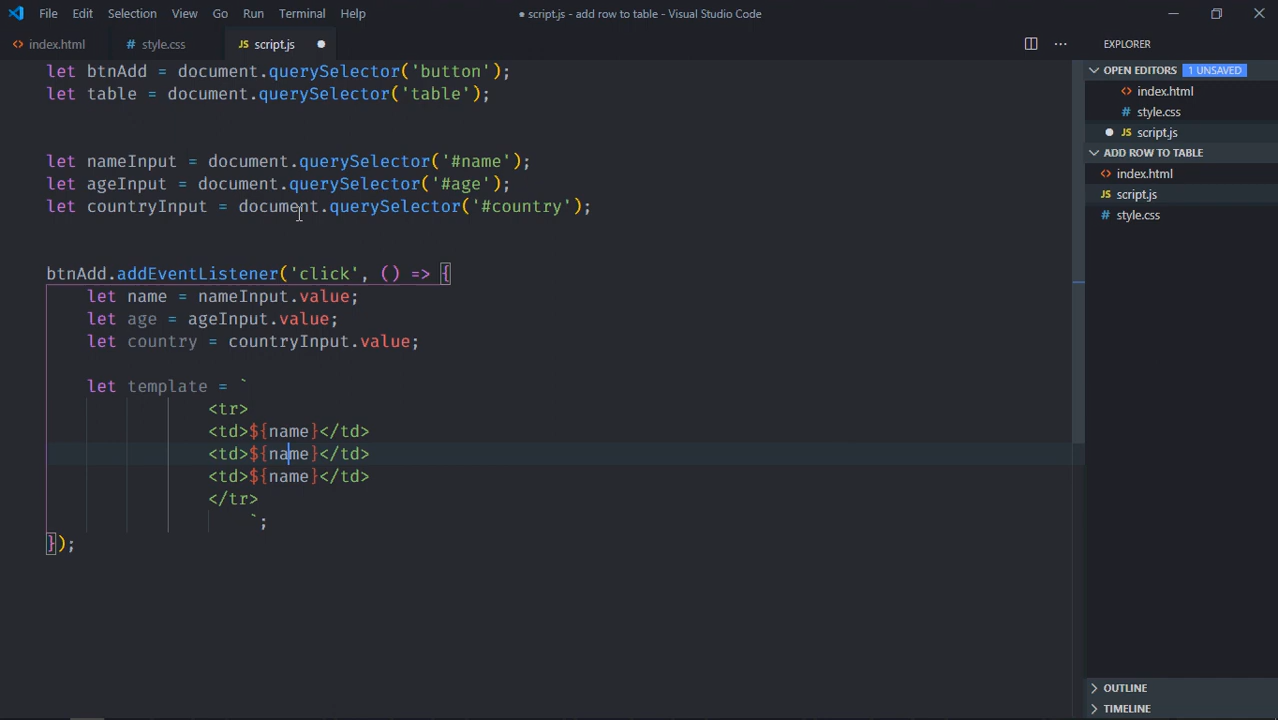 File Edit Selection View Go Run Terminal Help
● script.js - add row to table - Visual Studio Code
index.html
# style.css
JS script.js ●
EXPLORER
let btnAdd = document.querySelector('button');
let table = document.querySelector('table');
let nameInput = document.querySelector('#name');
let ageInput = document.querySelector('#age');
let countryInput = document.querySelector('#country');
btnAdd.addEventListener('click', () => {
let name = nameInput.value;
let age = ageInput.value;
let country = countryInput.value;
let template = `
<tr>
<td>${name}</td>
<td>${name}</td>
<td>${name}</td>
</tr>
`;
});
OPEN EDITORS 1 UNSAVED
<> index.html
# style.css
● JS script.js
ADD ROW TO TABLE
<> index.html
JS script.js
# style.css
OUTLINE
TIMELINE